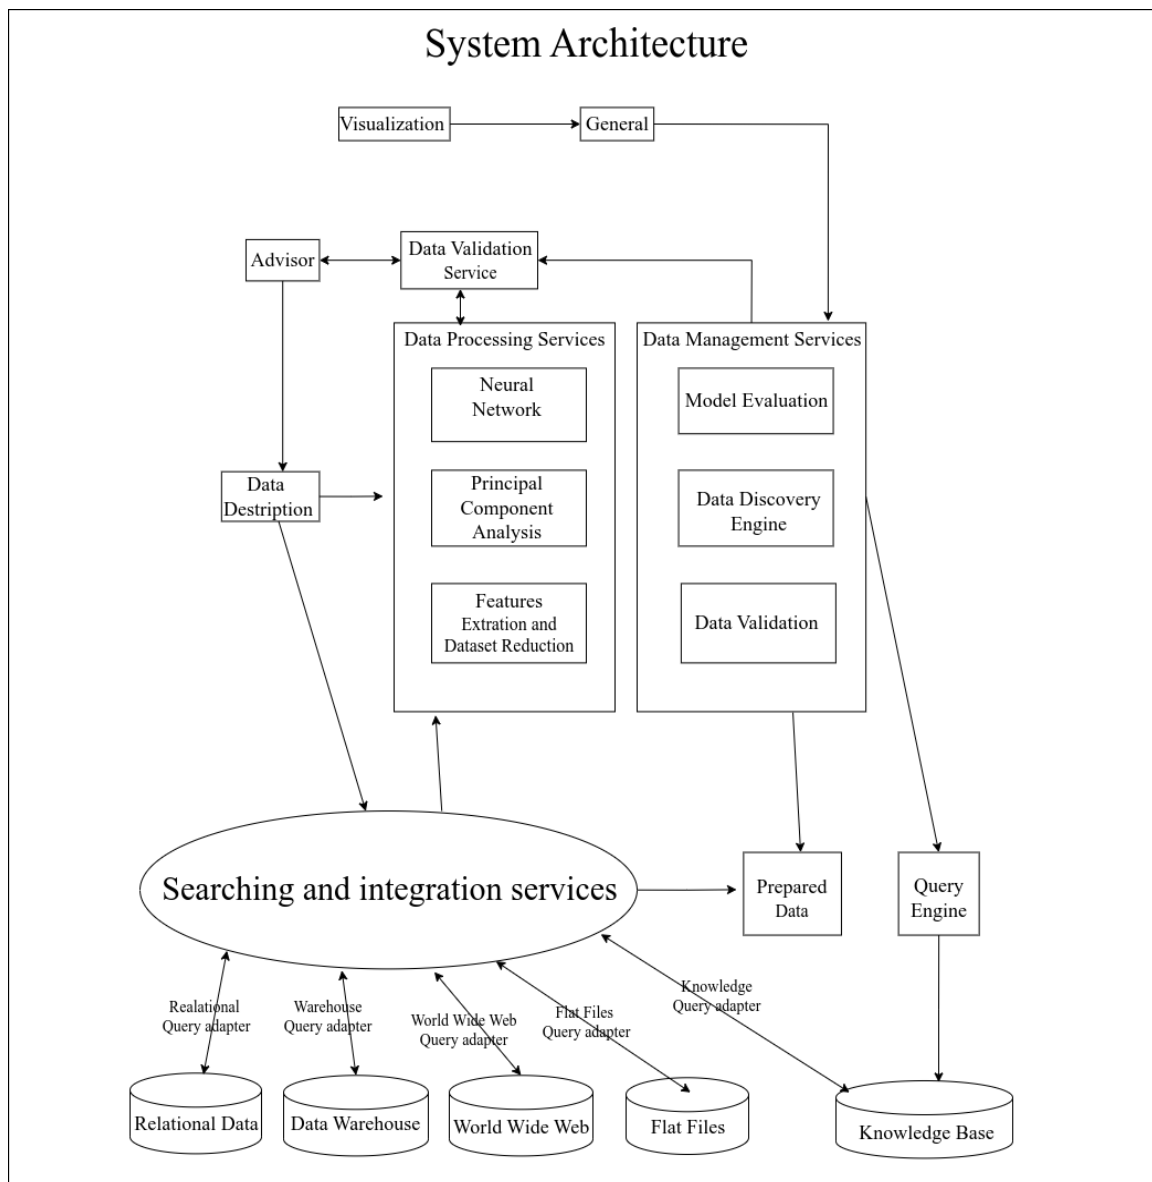 System Architecture
Visualization
General
Advisor
Data Validation
Service
Data Processing Services
Data Management Services
Neural
Network
Model Evaluation
Data
Destription
Principal
Component
Analysis
Data Discovery
Engine
Features
Extration and
Dataset Reduction
Data Validation
Searching and integration services
Prepared
Data
Query
Engine
Realational
Query adapter
Warehouse
Query adapter
World Wide Web
Query adapter
Flat Files
Query adapter
Knowledge
Query adapter
Relational Data
Data Warehouse
World Wide Web
Flat Files
Knowledge Base